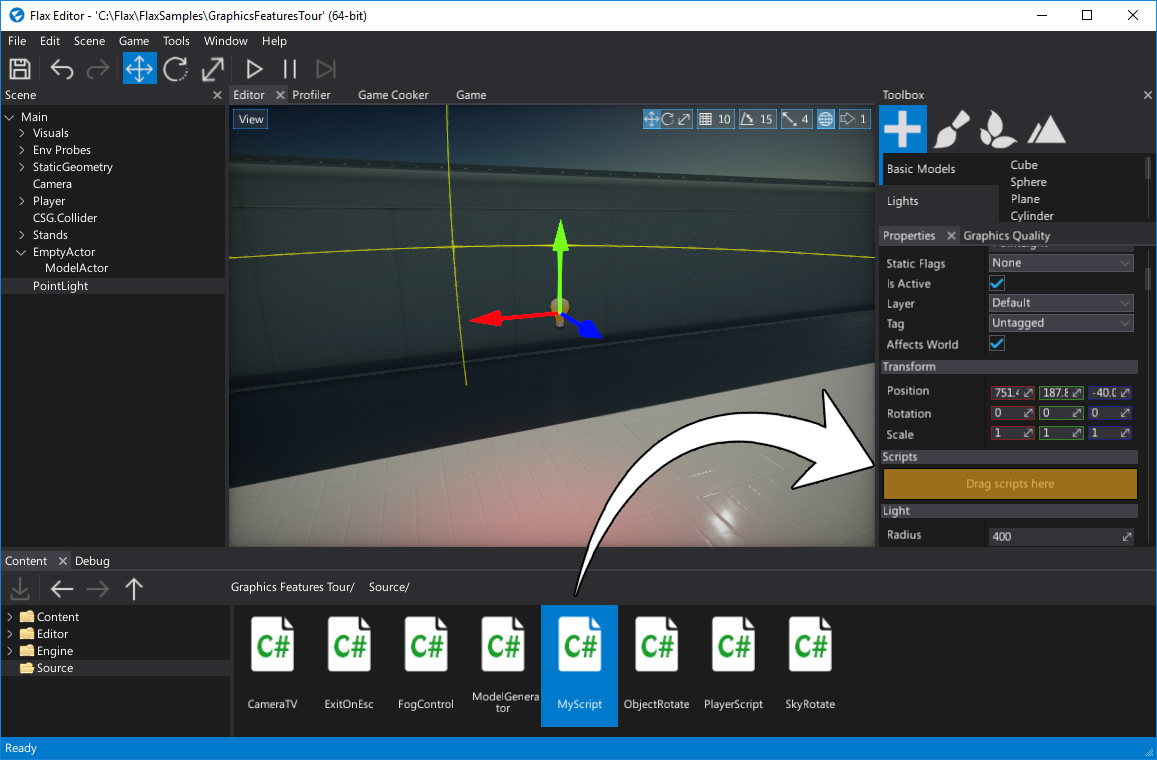 Flax Editor - 'C:\Flax\FlaxSamples\GraphicsFeaturesTour' (64-bit)
File Edit Scene Game Tools Window Help
Scene
Main
Visuals
Env Probes
StaticGeometry
Camera
Player
CSG.Collider
Stands
EmptyActor
ModelActor
PointLight
Editor Profiler Game Cooker Game
View
10 15 4 1
Toolbox
Basic Models
Lights
Cube
Sphere
Plane
Cylinder
Properties Graphics Quality
Static Flags None
Is Active
Layer Default
Tag Untagged
Affects World
Transform
Position 751.4 187.8 -40.0
Rotation 0 0 0
Scale 1 1 1
Scripts
Drag scripts here
Light
Radius 400
Content Debug
Graphics Features Tour/ Source/
Content
Editor
Engine
Source
C# C# C# C# C# C# C# C#
CameraTV ExitOnEsc FogControl ModelGenera
tor MyScript ObjectRotate PlayerScript SkyRotate
Ready